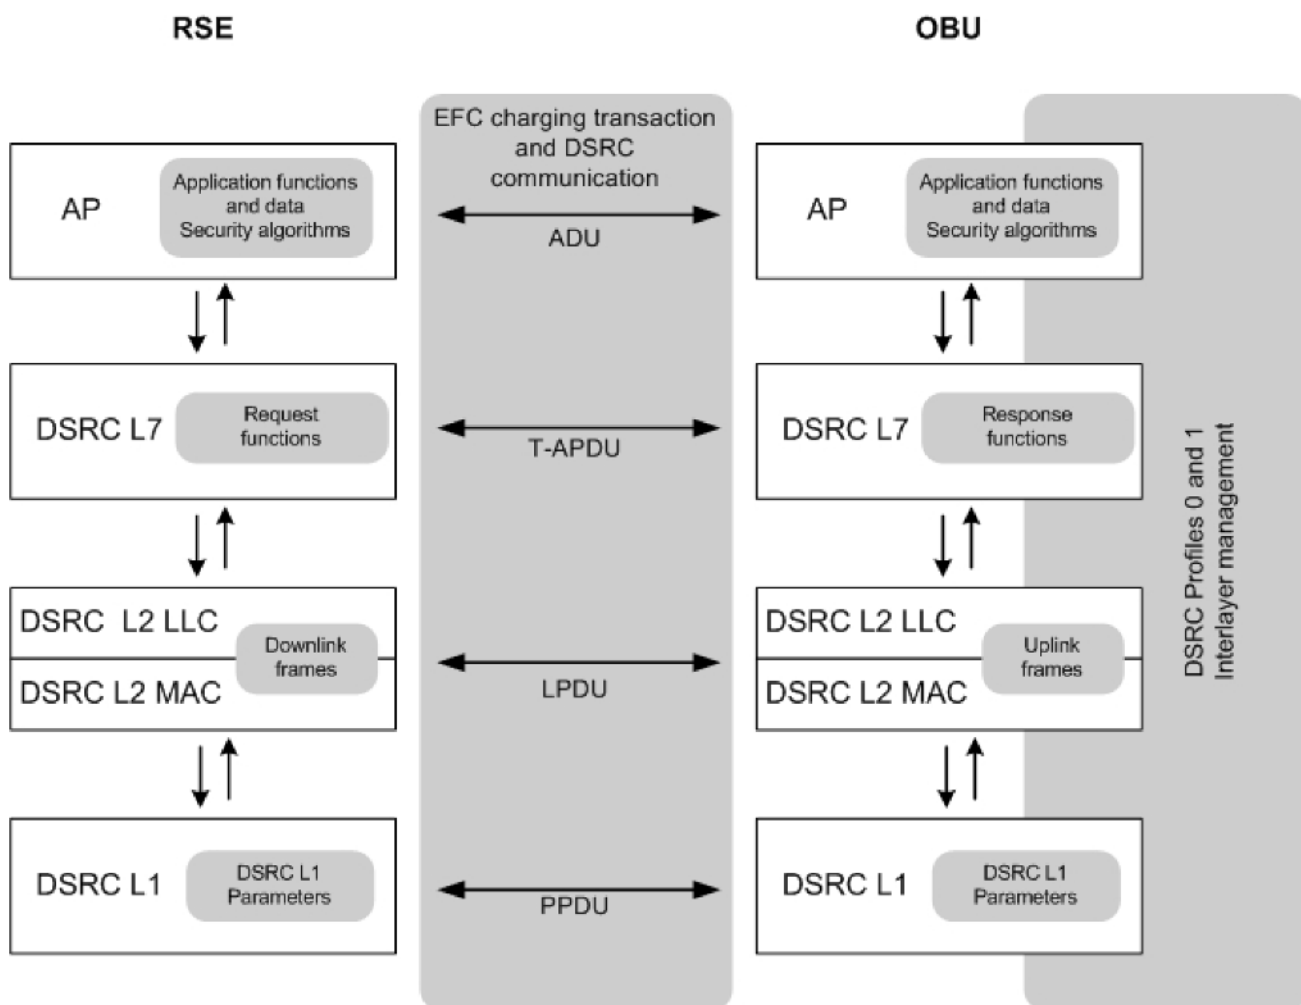 RSE
OBU
EFC charging transaction
and DSRC
communication
AP
Application functions
and data
Security algorithms
ADU
AP
Application functions
and data
Security algorithms
DSRC L7
Request
functions
T-APDU
DSRC L7
Response
functions
DSRC Profiles 0 and 1
Interlayer management
DSRC  L2 LLC
Downlink
frames
DSRC L2 MAC
LPDU
DSRC L2 LLC
Uplink
frames
DSRC L2 MAC
DSRC L1
DSRC L1
Parameters
PPDU
DSRC L1
DSRC L1
Parameters